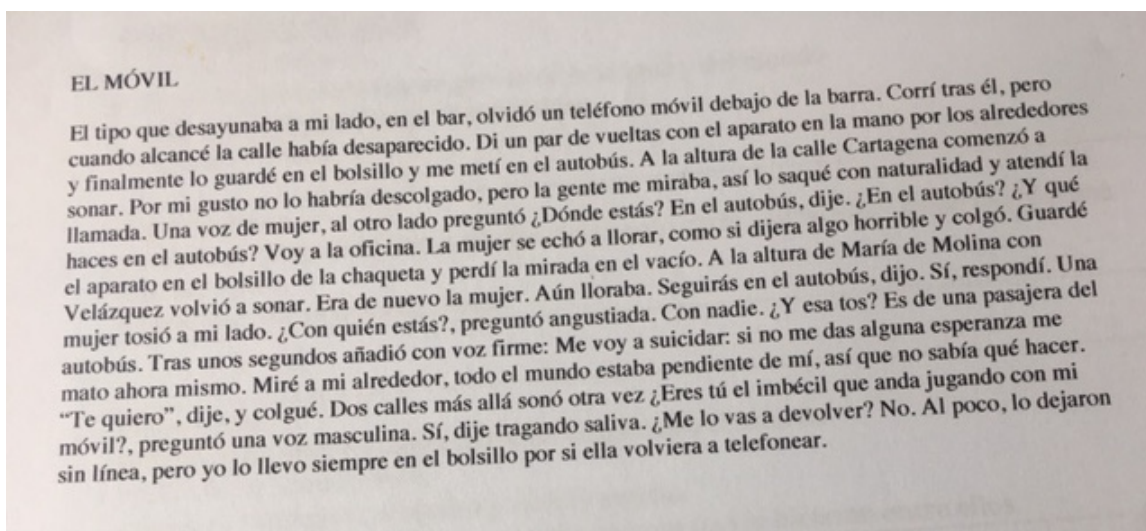 EL MÓVIL
El tipo que desayunaba a mi lado, en el bar, olvidó un teléfono móvil debajo de la barra. Corrí tras él, pero
cuando alcancé la calle había desaparecido. Di un par de vueltas con el aparato en la mano por los alrededores
y finalmente lo guardé en el bolsillo y me metí en el autobús. A la altura de la calle Cartagena comenzó a
sonar. Por mi gusto no lo habría descolgado, pero la gente me miraba, así lo saqué con naturalidad y atendí la
llamada. Una voz de mujer, al otro lado preguntó ¿Dónde estás? En el autobús, dije. ¿En el autobús? ¿Y qué
haces en el autobús? Voy a la oficina. La mujer se echó a llorar, como si dijera algo horrible y colgó. Guardé
el aparato en el bolsillo de la chaqueta y perdí la mirada en el vacío. A la altura de María de Molina con
Velázquez volvió a sonar. Era de nuevo la mujer. Aún lloraba. Seguirás en el autobús, dijo. Sí, respondí. Una
mujer tosió a mi lado. ¿Con quién estás?, preguntó angustiada. Con nadie. ¿Y esa tos? Es de una pasajera del
autobús. Tras unos segundos añadió con voz firme: Me voy a suicidar: si no me das alguna esperanza me
mato ahora mismo. Miré a mi alrededor, todo el mundo estaba pendiente de mí, así que no sabía qué hacer.
“Te quiero”, dije, y colgué. Dos calles más allá sonó otra vez ¿Eres tú el imbécil que anda jugando con mi
móvil?, preguntó una voz masculina. Sí, dije tragando saliva. ¿Me lo vas a devolver? No. Al poco, lo dejaron
sin línea, pero yo lo llevo siempre en el bolsillo por si ella volviera a telefonear.